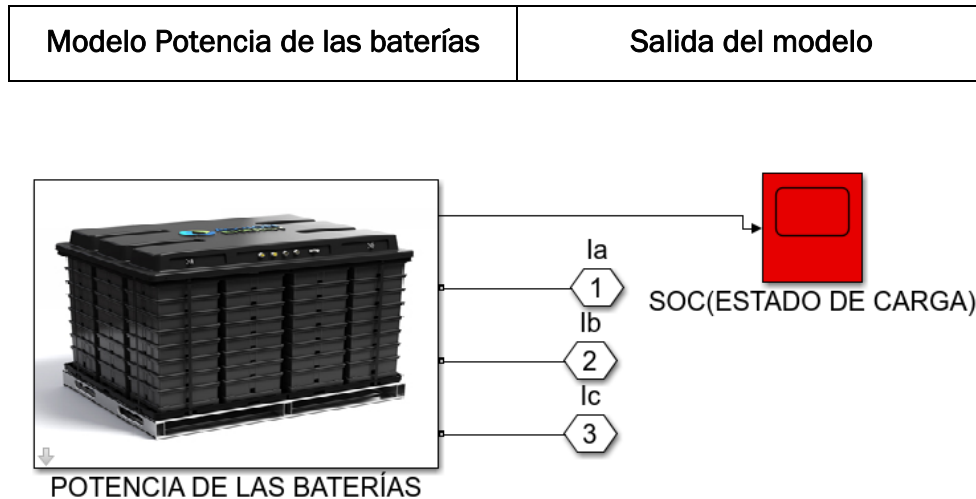 Modelo Potencia de las baterías
Salida del modelo
Ia
1
SOC(ESTADO DE CARGA)
Ib
2
Ic
3
POTENCIA DE LAS BATERÍAS